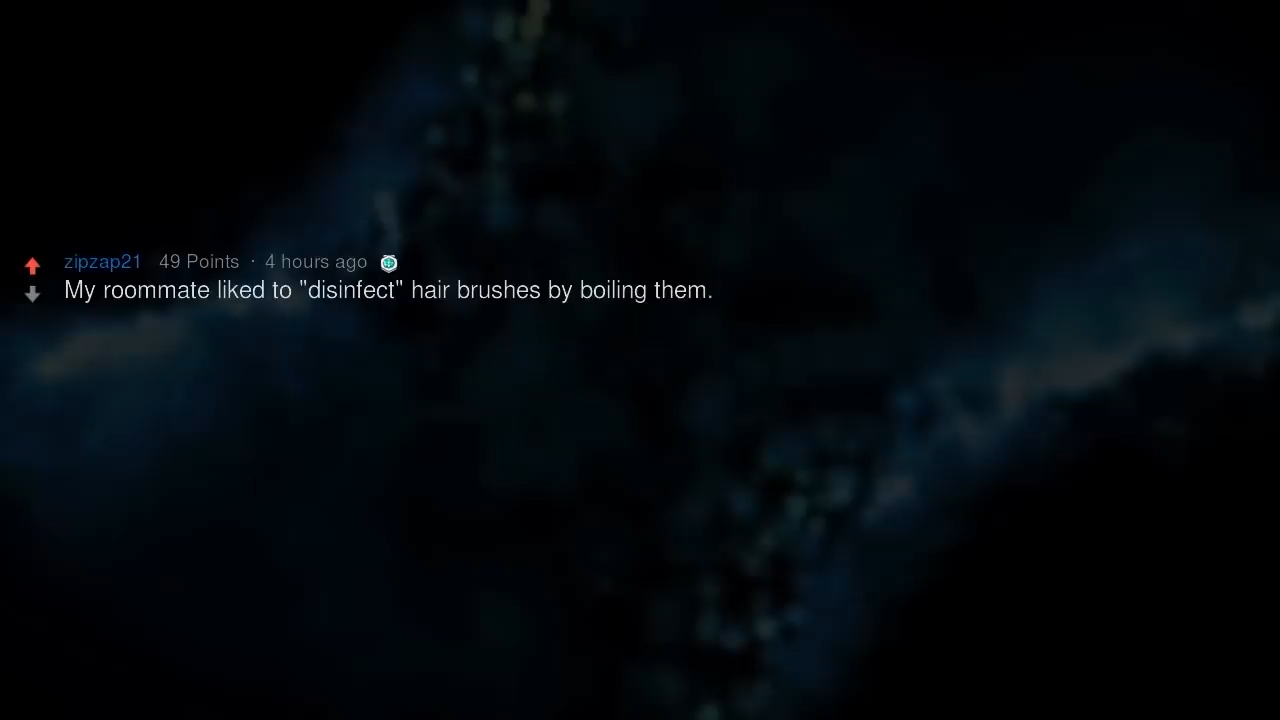 zipzap21 49 Points · 4 hours ago
My roommate liked to "disinfect" hair brushes by boiling them.